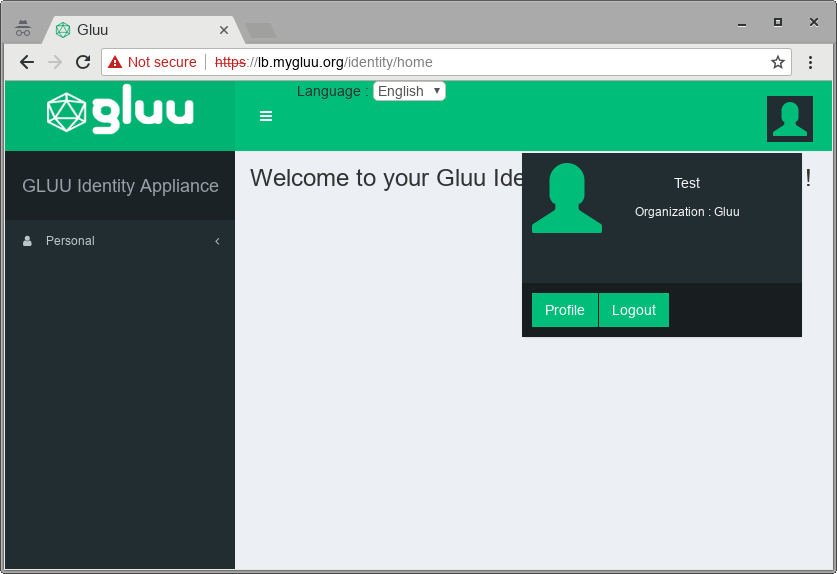 Gluu
Not secure https://lb.mygluu.org/identity/home
gluu
Language : English
GLUU Identity Appliance
Welcome to your Gluu Ide !
Test
Organization : Gluu
Personal
Profile Logout